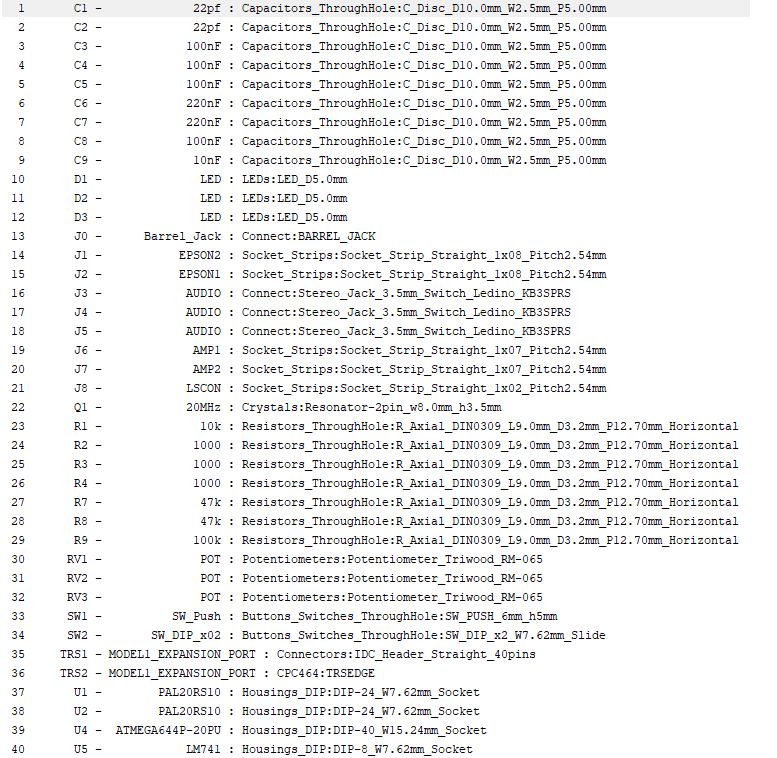 1 C1 - 22pf : Capacitors_ThroughHole:C_Disc_D10.0mm_W2.5mm_P5.00mm
2 C2 - 22pf : Capacitors_ThroughHole:C_Disc_D10.0mm_W2.5mm_P5.00mm
3 C3 - 100nF : Capacitors_ThroughHole:C_Disc_D10.0mm_W2.5mm_P5.00mm
4 C4 - 100nF : Capacitors_ThroughHole:C_Disc_D10.0mm_W2.5mm_P5.00mm
5 C5 - 100nF : Capacitors_ThroughHole:C_Disc_D10.0mm_W2.5mm_P5.00mm
6 C6 - 220nF : Capacitors_ThroughHole:C_Disc_D10.0mm_W2.5mm_P5.00mm
7 C7 - 220nF : Capacitors_ThroughHole:C_Disc_D10.0mm_W2.5mm_P5.00mm
8 C8 - 100nF : Capacitors_ThroughHole:C_Disc_D10.0mm_W2.5mm_P5.00mm
9 C9 - 10nF : Capacitors_ThroughHole:C_Disc_D10.0mm_W2.5mm_P5.00mm
10 D1 - LED : LEDs:LED_D5.0mm
11 D2 - LED : LEDs:LED_D5.0mm
12 D3 - LED : LEDs:LED_D5.0mm
13 J0 - Barrel_Jack : Connect:BARREL_JACK
14 J1 - EPSON2 : Socket_Strips:Socket_Strip_Straight_1x08_Pitch2.54mm
15 J2 - EPSON1 : Socket_Strips:Socket_Strip_Straight_1x08_Pitch2.54mm
16 J3 - AUDIO : Connect:Stereo_Jack_3.5mm_Switch_Ledino_KB3SPRS
17 J4 - AUDIO : Connect:Stereo_Jack_3.5mm_Switch_Ledino_KB3SPRS
18 J5 - AUDIO : Connect:Stereo_Jack_3.5mm_Switch_Ledino_KB3SPRS
19 J6 - AMP1 : Socket_Strips:Socket_Strip_Straight_1x07_Pitch2.54mm
20 J7 - AMP2 : Socket_Strips:Socket_Strip_Straight_1x07_Pitch2.54mm
21 J8 - LSCON : Socket_Strips:Socket_Strip_Straight_1x02_Pitch2.54mm
22 Q1 - 20MHz : Crystals:Resonator-2pin_w8.0mm_h3.5mm
23 R1 - 10k : Resistors_ThroughHole:R_Axial_DIN0309_L9.0mm_D3.2mm_P12.70mm_Horizontal
24 R2 - 1000 : Resistors_ThroughHole:R_Axial_DIN0309_L9.0mm_D3.2mm_P12.70mm_Horizontal
25 R3 - 1000 : Resistors_ThroughHole:R_Axial_DIN0309_L9.0mm_D3.2mm_P12.70mm_Horizontal
26 R4 - 1000 : Resistors_ThroughHole:R_Axial_DIN0309_L9.0mm_D3.2mm_P12.70mm_Horizontal
27 R7 - 47k : Resistors_ThroughHole:R_Axial_DIN0309_L9.0mm_D3.2mm_P12.70mm_Horizontal
28 R8 - 47k : Resistors_ThroughHole:R_Axial_DIN0309_L9.0mm_D3.2mm_P12.70mm_Horizontal
29 R9 - 100k : Resistors_ThroughHole:R_Axial_DIN0309_L9.0mm_D3.2mm_P12.70mm_Horizontal
30 RV1 - POT : Potentiometers:Potentiometer_Triwood_RM-065
31 RV2 - POT : Potentiometers:Potentiometer_Triwood_RM-065
32 RV3 - POT : Potentiometers:Potentiometer_Triwood_RM-065
33 SW1 - SW_Push : Buttons_Switches_ThroughHole:SW_PUSH_6mm_h5mm
34 SW2 - SW_DIP_x02 : Buttons_Switches_ThroughHole:SW_DIP_x2_W7.62mm_Slide
35 TRS1 - MODEL1_EXPANSION_PORT : Connectors:IDC_Header_Straight_40pins
36 TRS2 - MODEL1_EXPANSION_PORT : CPC464:TRSEDGE
37 U1 - PAL20RS10 : Housings_DIP:DIP-24_W7.62mm_Socket
38 U2 - PAL20RS10 : Housings_DIP:DIP-24_W7.62mm_Socket
39 U4 - ATMEGA644P-20PU : Housings_DIP:DIP-40_W15.24mm_Socket
40 U5 - LM741 : Housings_DIP:DIP-8_W7.62mm_Socket